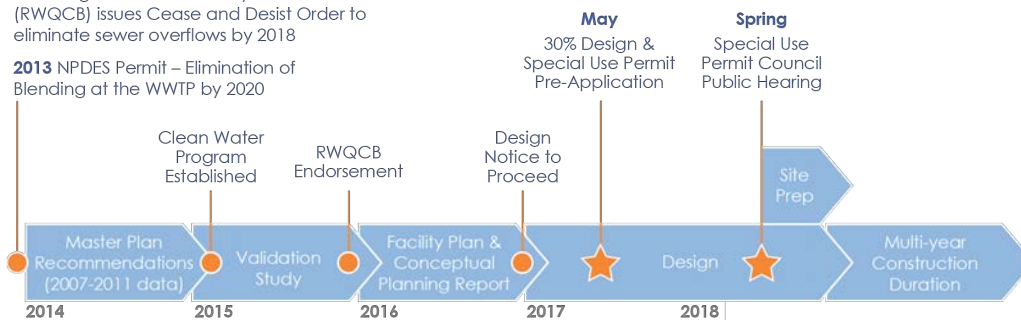 (RWQCB) issues Cease and Desist Order to
eliminate sewer overflows by 2018
2013 NPDES Permit – Elimination of
Blending at the WWTP by 2020
Clean Water
Program
Established
RWQCB
Endorsement
Design
Notice to
Proceed
May
30% Design &
Special Use Permit
Pre-Application
Spring
Special Use
Permit Council
Public Hearing
Site
Prep
Master Plan
Recommendations
(2007-2011 data)
Validation
Study
Facility Plan &
Conceptual
Planning Report
Design
Multi-year
Construction
Duration
2014
2015
2016
2017
2018